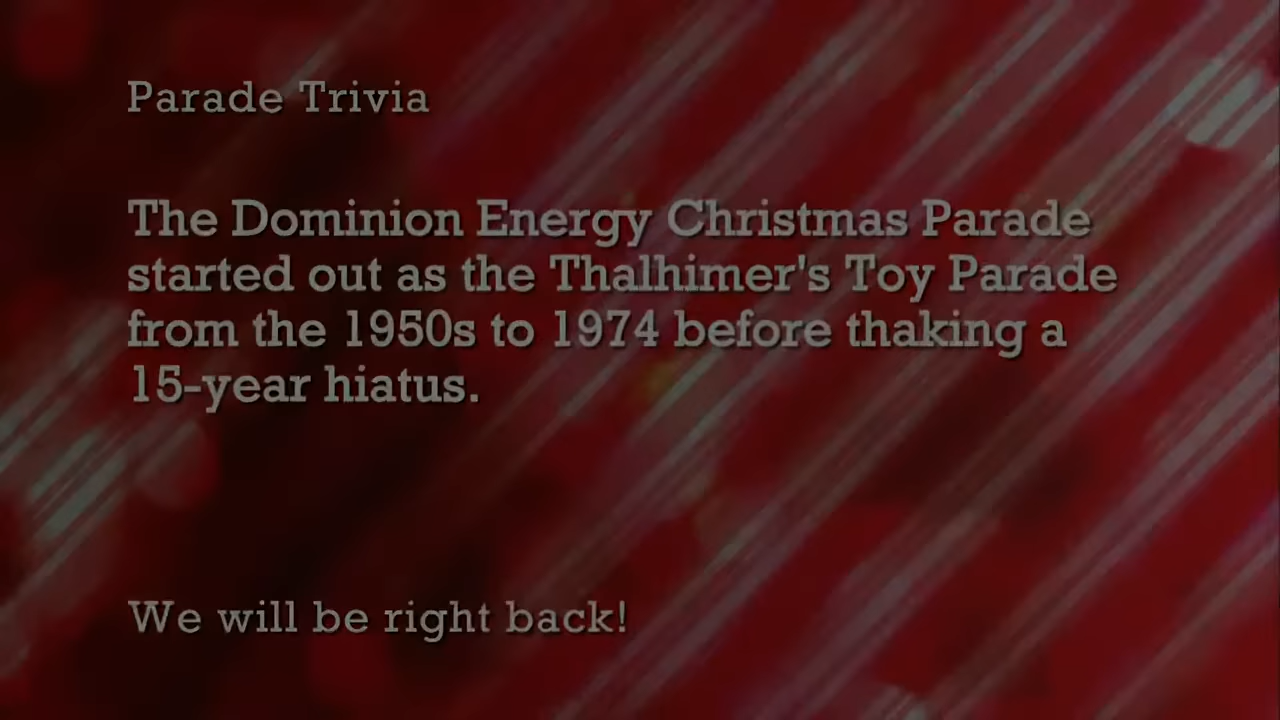 Parade Trivia
The Dominion Energy Christmas Parade
started out as the Thalhimer's Toy Parade
from the 1950s to 1974 before thaking a
15-year hiatus.
We will be right back!